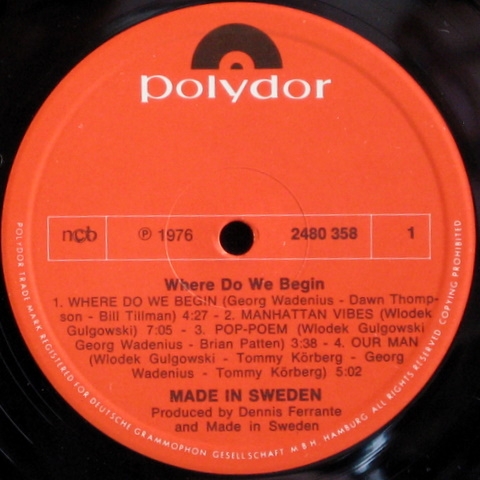 polydor
ncb
℗ 1976
2480 358
1
Where Do We Begin
1. WHERE DO WE BEGIN (Georg Wadenius - Dawn Thomp-
son - Bill Tillman) 4:27 - 2. MANHATTAN VIBES (Wlodek
Gulgowski) 7:05 - 3. POP-POEM (Wlodek Gulgowski
Georg Wadenius - Brian Patten) 3:38 - 4. OUR MAN
(Wlodek Gulgowski - Tommy Körberg - Georg
Wadenius - Tommy Körberg) 5:02
MADE IN SWEDEN
Produced by Dennis Ferrante
and Made in Sweden
POLYDOR TRADE MARK REGISTERED FOR DEUTSCHE GRAMMOPHON GESELLSCHAFT M B H, HAMBURG ALL RIGHTS RESERVED COPYING PROHIBITED